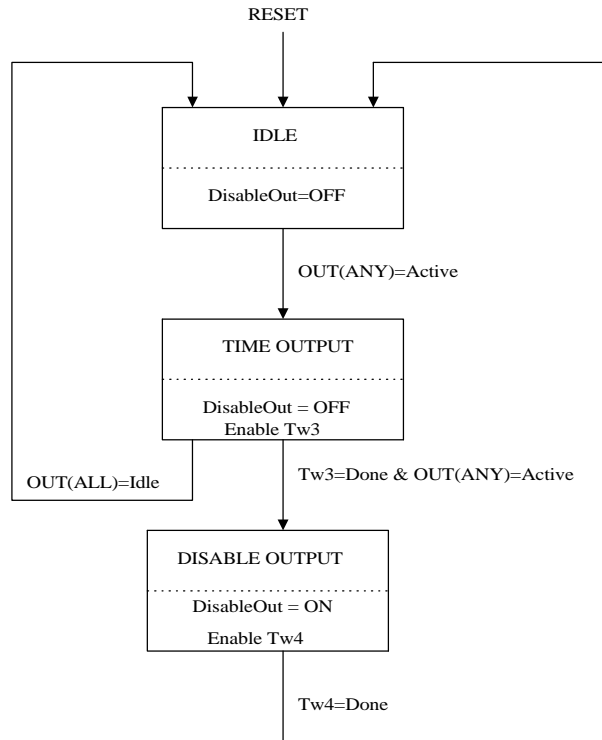 RESET
IDLE
DisableOut=OFF
OUT(ANY)=Active
TIME OUTPUT
DisableOut = OFF
Enable Tw3
OUT(ALL)=Idle
Tw3=Done & OUT(ANY)=Active
DISABLE OUTPUT
DisableOut = ON
Enable Tw4
Tw4=Done